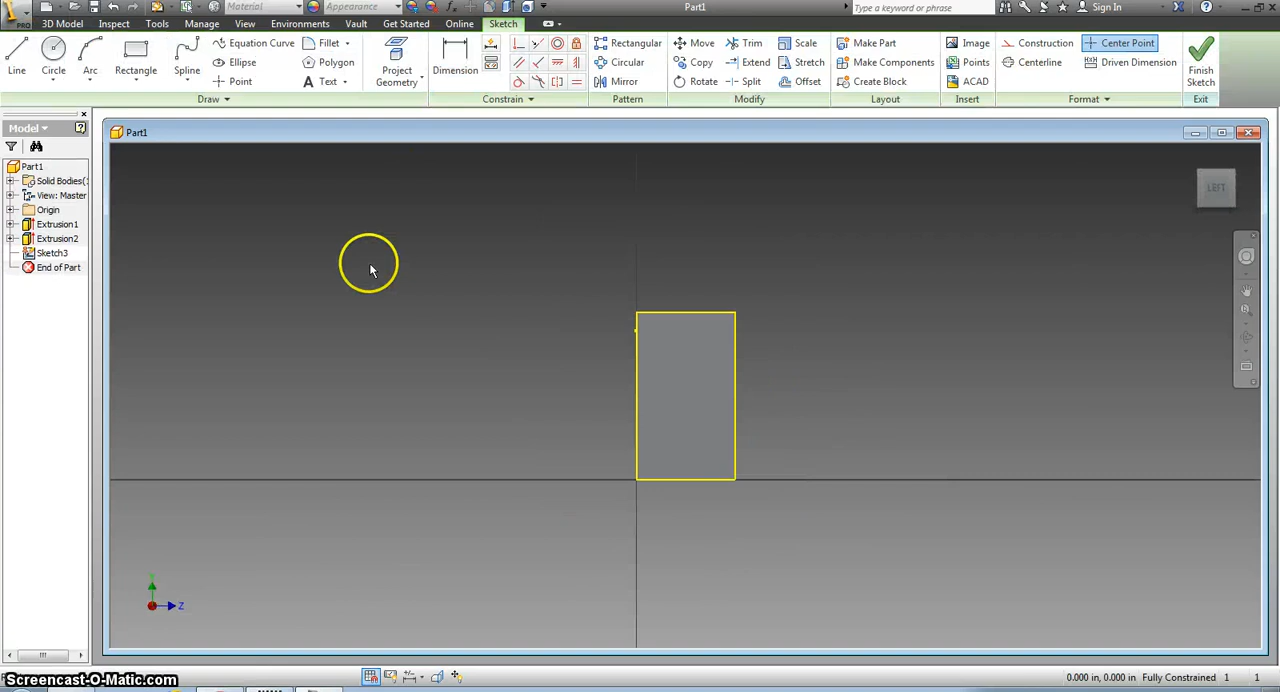 Material
Appearance
Part1
Type a keyword or phrase
Sign In
PRO
3D Model
Inspect
Tools
Manage
View
Environments
Vault
Get Started
Online
Sketch
Line
Circle
Arc
Rectangle
Spline
Equation Curve
Ellipse
Point
Fillet
Polygon
Text
Project Geometry
Dimension
Rectangular
Circular
Mirror
Move
Copy
Rotate
Trim
Extend
Split
Scale
Stretch
Offset
Make Part
Make Components
Create Block
Image
Points
ACAD
Construction
Centerline
Center Point
Driven Dimension
Finish Sketch
Draw
Constrain
Pattern
Modify
Layout
Insert
Format
Exit
Model
Part1
Solid Bodies(
View: Master
Origin
Extrusion1
Extrusion2
Sketch3
End of Part
Part1
LEFT
Z
Screencast-O-Matic.com
0.000 in, 0.000 in
Fully Constrained
1
1